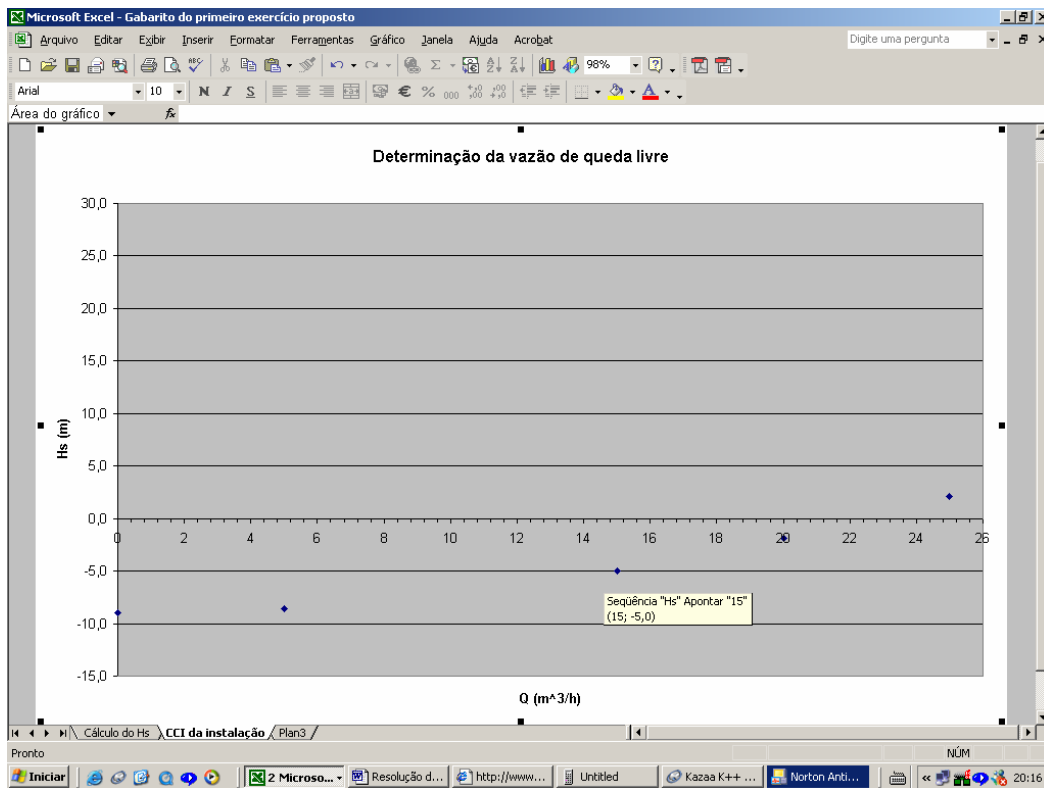 Microsoft Excel - Gabarito do primeiro exercício proposto
Arquivo Editar Exibir Inserir Formatar Ferramentas Gráfico Janela Ajuda Acrobat Digite uma pergunta
98%
Arial 10 N I S € % 000
Área do gráfico fx
Determinação da vazão de queda livre
30,0
25,0
20,0
15,0
10,0
5,0
0,0
-5,0
-10,0
-15,0
Hs (m)
0 2 4 6 8 10 12 14 16 18 20 22 24 26
Seqüência "Hs" Apontar "15"
(15; -5,0)
Q (m^3/h)
Cálculo do Hs CCI da instalação Plan3
Pronto NÚM
Iniciar 2 Microso... Resolução d... http://www... Untitled Kazaa K++ ... Norton Anti... 20:16